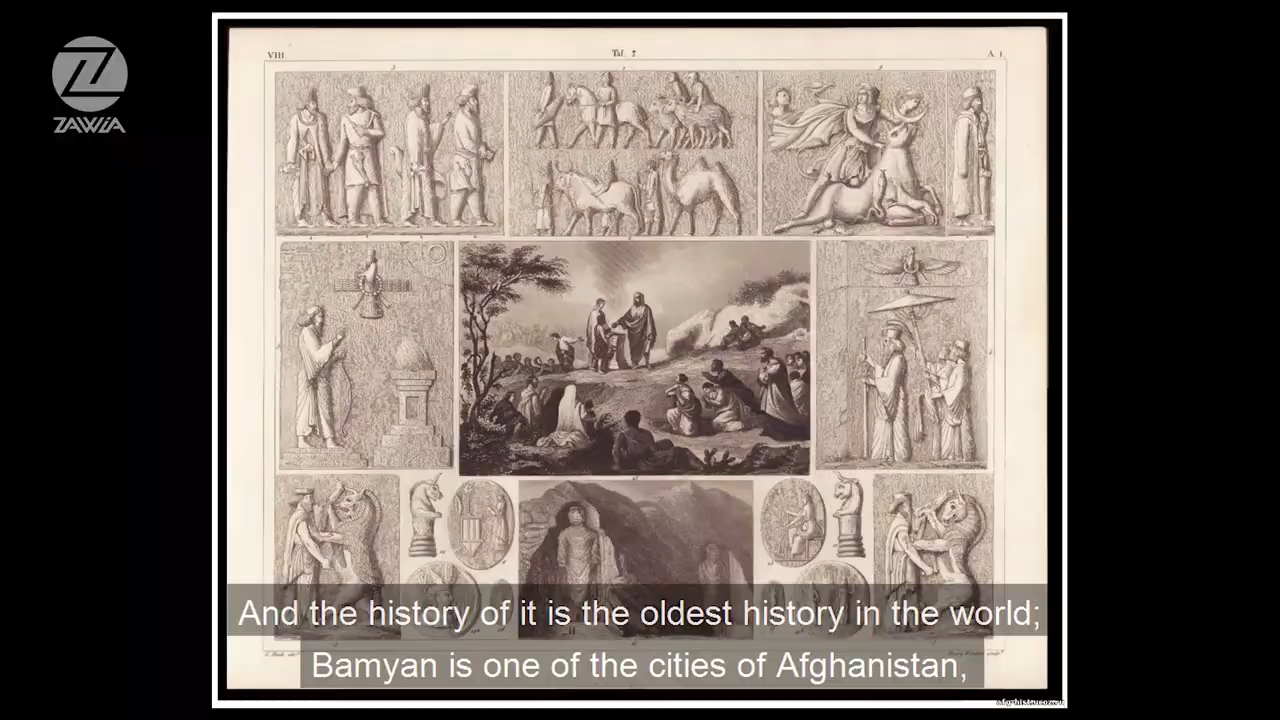 VIII
Taf. 7
A. I.
ZAWIA
And the history of it is the oldest history in the world;
Bamyan is one of the cities of Afghanistan,